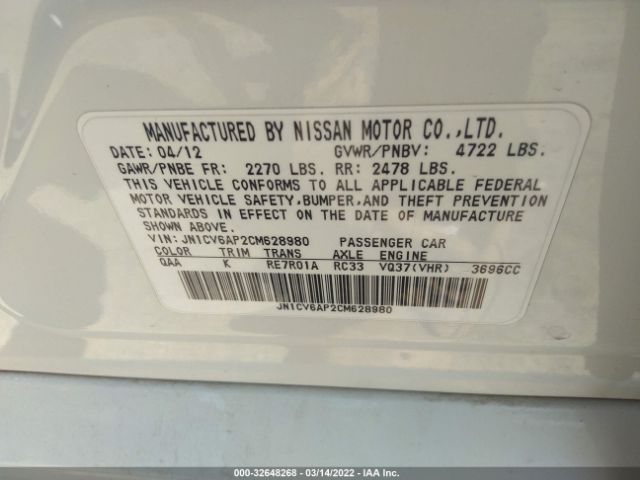 MANUFACTURED BY NISSAN MOTOR CO.,LTD.
DATE: 04/12 GVWR/PNBV: 4722 LBS.
GAWR/PNBE FR: 2270 LBS. RR: 2478 LBS.
THIS VEHICLE CONFORMS TO ALL APPLICABLE FEDERAL
MOTOR VEHICLE SAFETY,BUMPER,AND THEFT PREVENTION
STANDARDS IN EFFECT ON THE DATE OF MANUFACTURE
SHOWN ABOVE.
VIN: JN1CV6AP2CM628980 PASSENGER CAR
COLOR TRIM TRANS AXLE ENGINE
QAA K RE7R01A RC33 VQ37(VHR) 3696CC
JN1CV6AP2CM628980
000-32648268 - 03/14/2022 - IAA Inc.